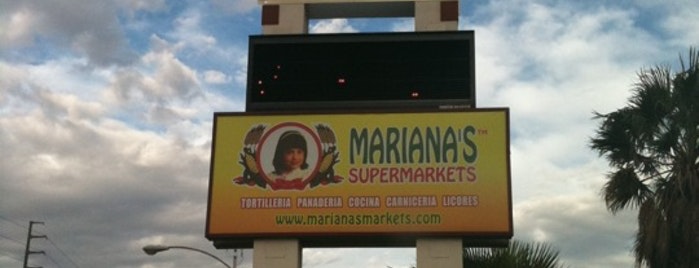 MARIANA'S™
SUPERMARKETS
TORTILLERIA PANADERIA COCINA CARNICERIA LICORES
www.marianasmarkets.com